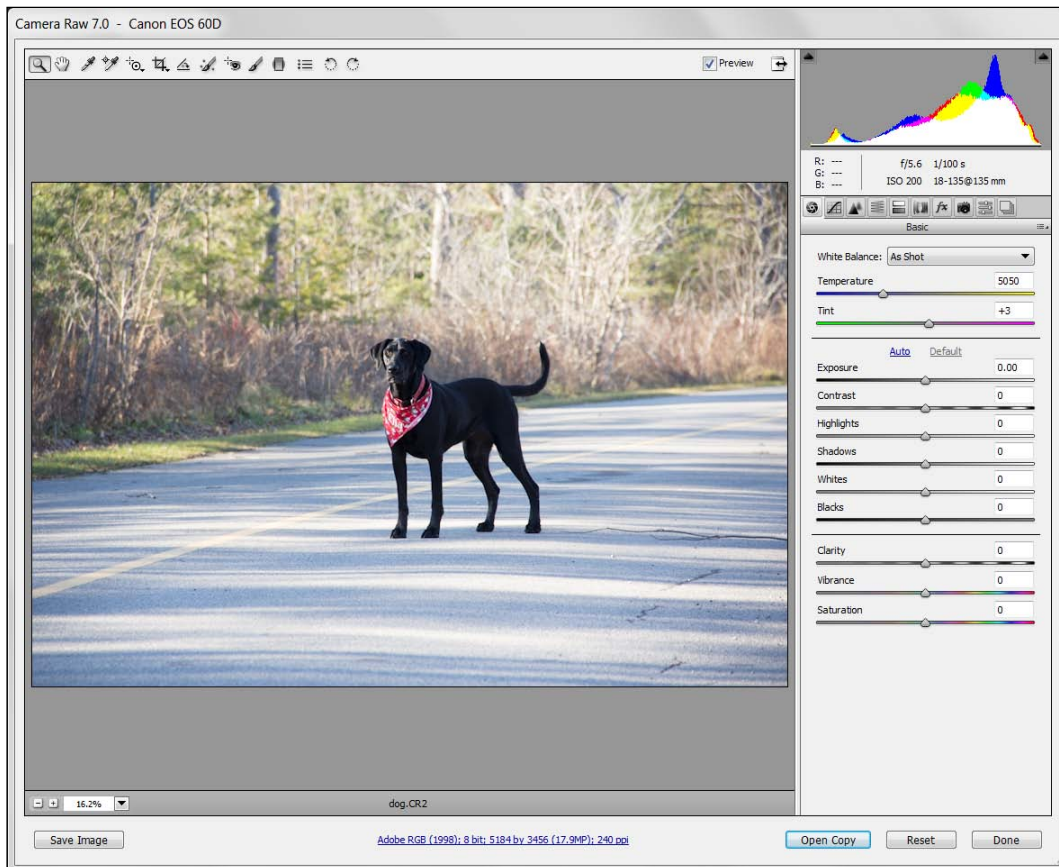 Camera Raw 7.0 - Canon EOS 60D
Preview
R: ---
G: ---
B: ---
f/5.6 1/100 s
ISO 200 18-135@135 mm
fx
Basic
White Balance: As Shot
Temperature 5050
Tint +3
Auto Default
Exposure 0.00
Contrast 0
Highlights 0
Shadows 0
Whites 0
Blacks 0
Clarity 0
Vibrance 0
Saturation 0
16.2% dog.CR2
Save Image Adobe RGB (1998); 8 bit; 5184 by 3456 (17.9MP); 240 ppi Open Copy Reset Done